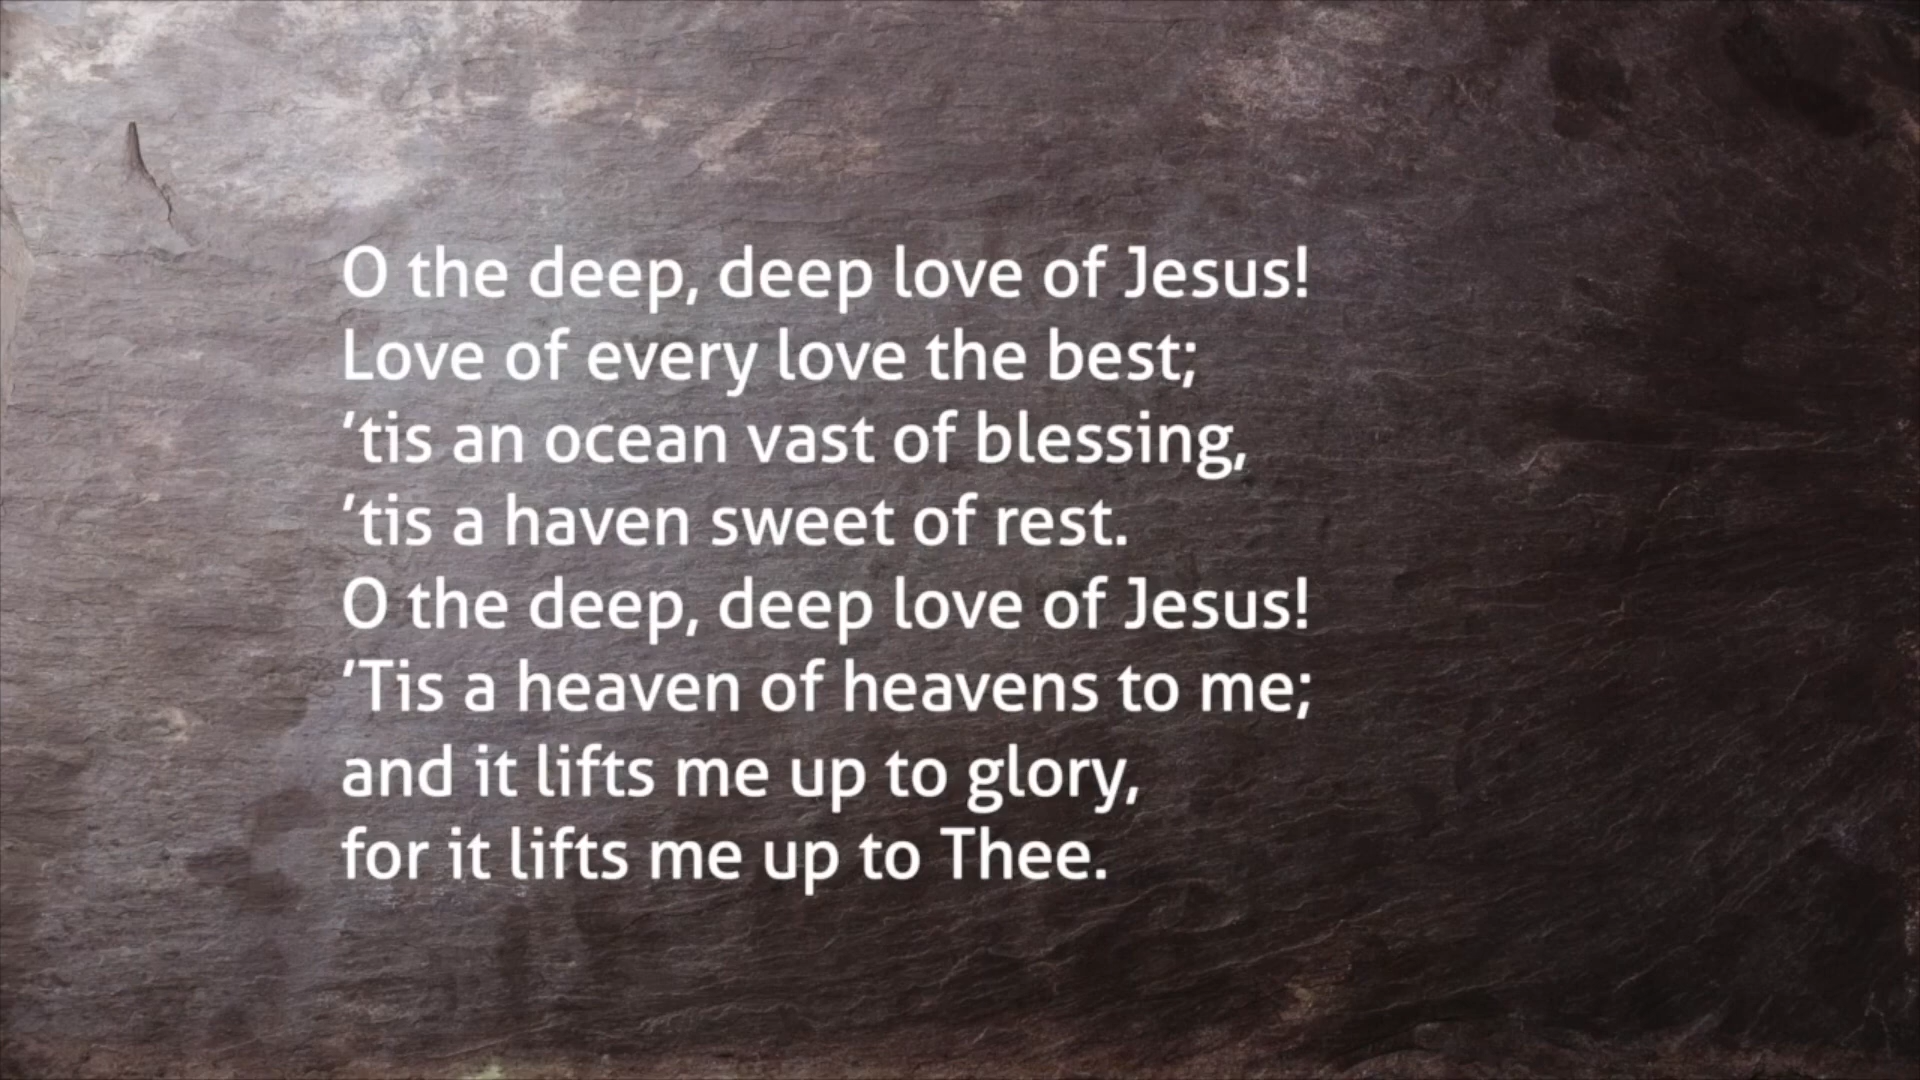 O the deep, deep love of Jesus!
Love of every love the best;
’tis an ocean vast of blessing,
’tis a haven sweet of rest.
O the deep, deep love of Jesus!
’Tis a heaven of heavens to me;
and it lifts me up to glory,
for it lifts me up to Thee.